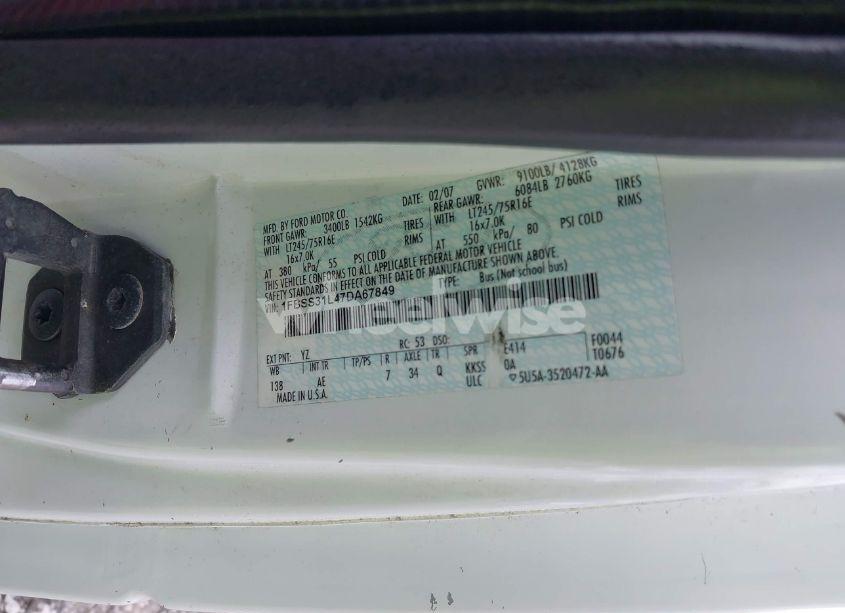 MFD. BY FORD MOTOR CO.
DATE: 02/07
GVWR: 9100LB/ 4128KG
FRONT GAWR: 3400LB 1542KG
REAR GAWR: 6084LB 2760KG
WITH LT245/75R16E TIRES
WITH LT245/75R16E TIRES
16x7.0K RIMS
16x7.0K RIMS
AT 380 kPa/ 55 PSI COLD
AT 550 kPa/ 80 PSI COLD
THIS VEHICLE CONFORMS TO ALL APPLICABLE FEDERAL MOTOR VEHICLE
SAFETY STANDARDS IN EFFECT ON THE DATE OF MANUFACTURE SHOWN ABOVE.
VIN: 1FBSS31L47DA67849
TYPE: Bus (Not school bus)
wheelwise
EXT PNT: YZ
RC: 53 DSO:
E414
F0044
WB INT TR TP/PS R AXLE TR SPR
0A
T0676
138 AE 7 34 Q KKSS
ULC
5U5A-3520472-AA
MADE IN U.S.A.